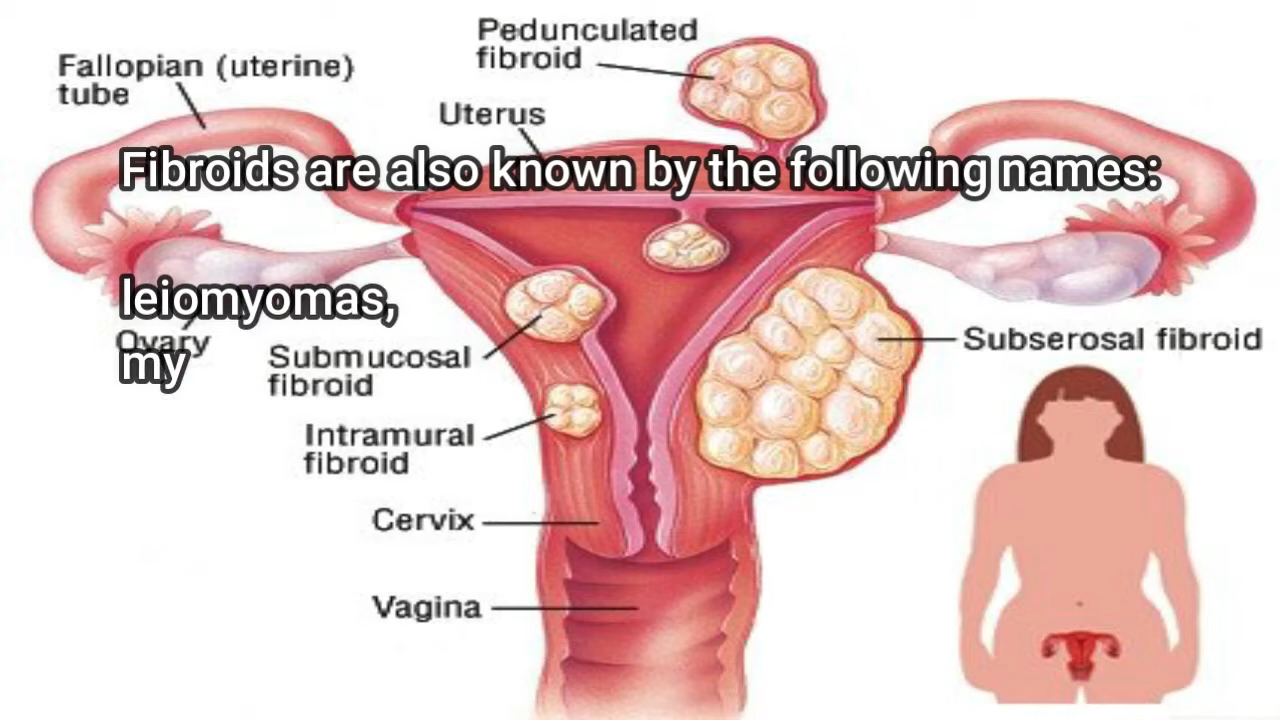 Pedunculated
fibroid
Fallopian (uterine)
tube
Uterus
Fibroids are also known by the following names:
leiomyomas,
Ovary
my
Submucosal
fibroid
Subserosal fibroid
Intramural
fibroid
Cervix
Vagina